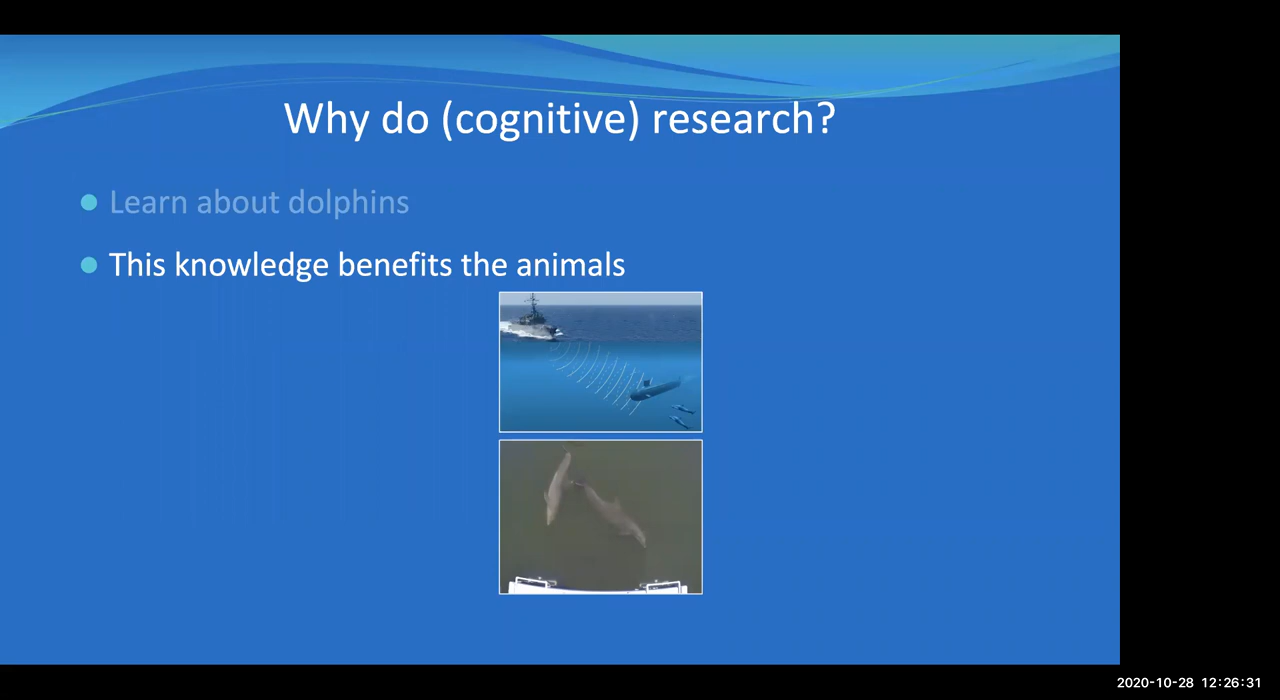 Why do (cognitive) research?
Learn about dolphins
This knowledge benefits the animals
2020-10-28 12:26:31